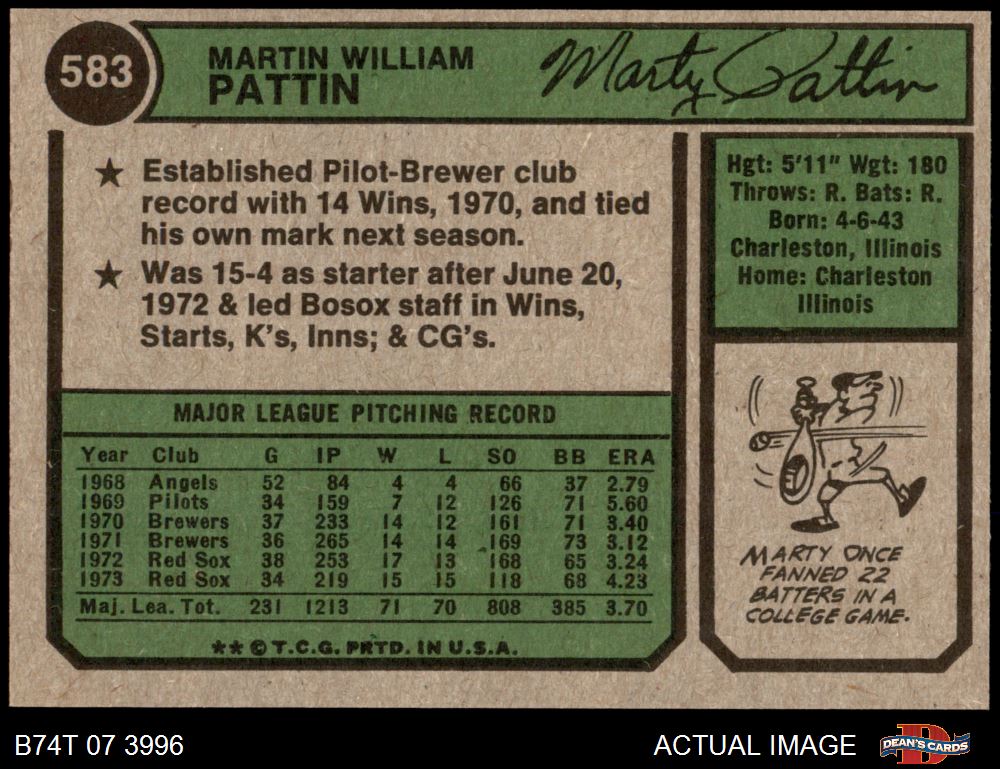 583
MARTIN WILLIAM
PATTIN
Marty Pattin
★ Established Pilot-Brewer club
record with 14 Wins, 1970, and tied
his own mark next season.
★ Was 15-4 as starter after June 20,
1972 & led Bosox staff in Wins,
Starts, K's, Inns; & CG's.
Hgt: 5'11" Wgt: 180
Throws: R. Bats: R.
Born: 4-6-43
Charleston, Illinois
Home: Charleston
Illinois
MAJOR LEAGUE PITCHING RECORD
Year Club G IP W L SO BB ERA
1968 Angels 52 84 4 4 66 37 2.79
1969 Pilots 34 159 7 12 126 71 5.60
1970 Brewers 37 233 14 12 161 71 3.40
1971 Brewers 36 265 14 14 169 73 3.12
1972 Red Sox 38 253 17 13 168 65 3.24
1973 Red Sox 34 219 15 15 118 68 4.23
Maj. Lea. Tot. 231 1213 71 70 808 385 3.70
** © T.C.G. PRTD. IN U.S.A.
MARTY ONCE
FANNED 22
BATTERS IN A
COLLEGE GAME.
B74T 07 3996
ACTUAL IMAGE
DEAN'S CARDS